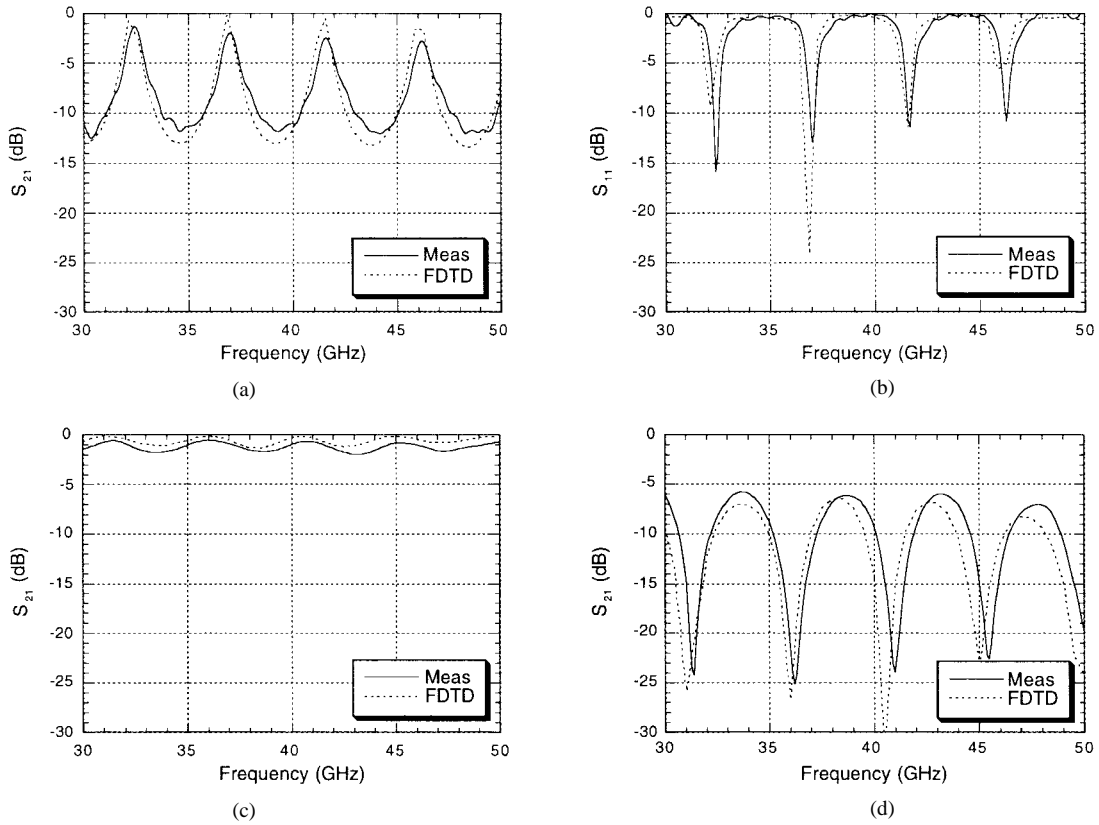 0
-5
-10
-15
-20
-25
-30
S21 (dB)
Meas
FDTD
30 35 40 45 50
Frequency (GHz)
(a)
0
-5
-10
-15
-20
-25
-30
S11 (dB)
Meas
FDTD
30 35 40 45 50
Frequency (GHz)
(b)
0
-5
-10
-15
-20
-25
-30
S21 (dB)
Meas
FDTD
30 35 40 45 50
Frequency (GHz)
(c)
0
-5
-10
-15
-20
-25
-30
S21 (dB)
Meas
FDTD
30 35 40 45 50
Frequency (GHz)
(d)